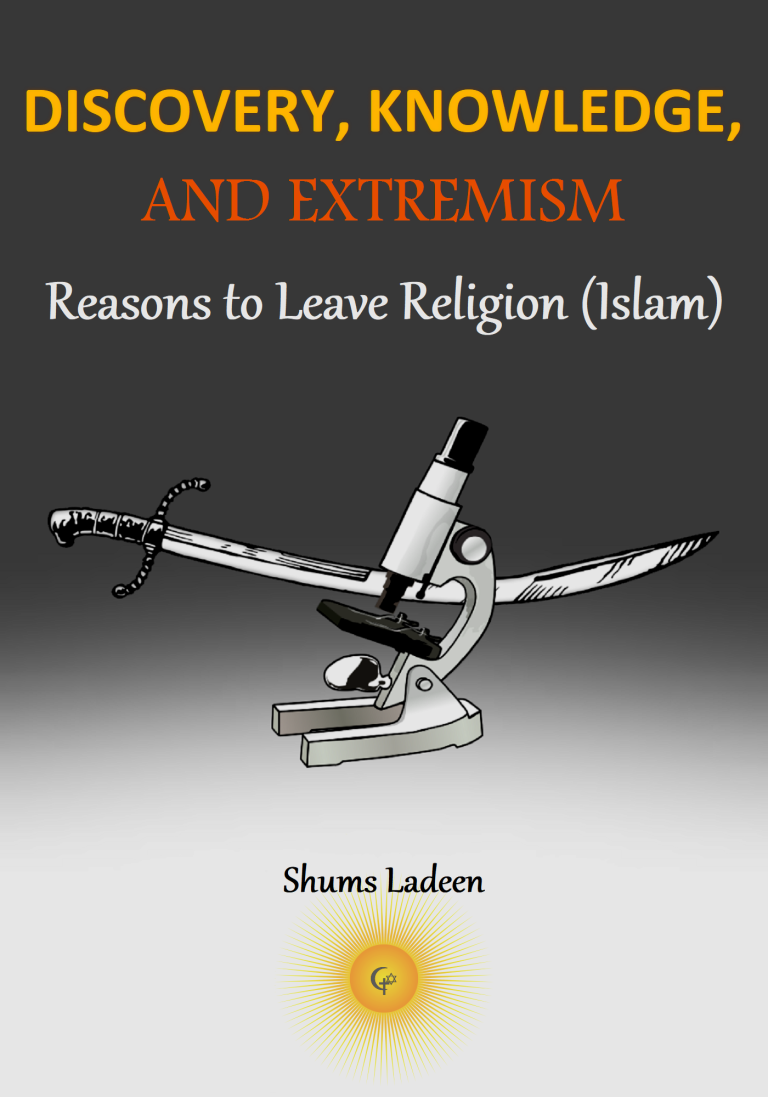 DISCOVERY, KNOWLEDGE,
AND EXTREMISM
Reasons to Leave Religion (Islam)
Shums Ladeen